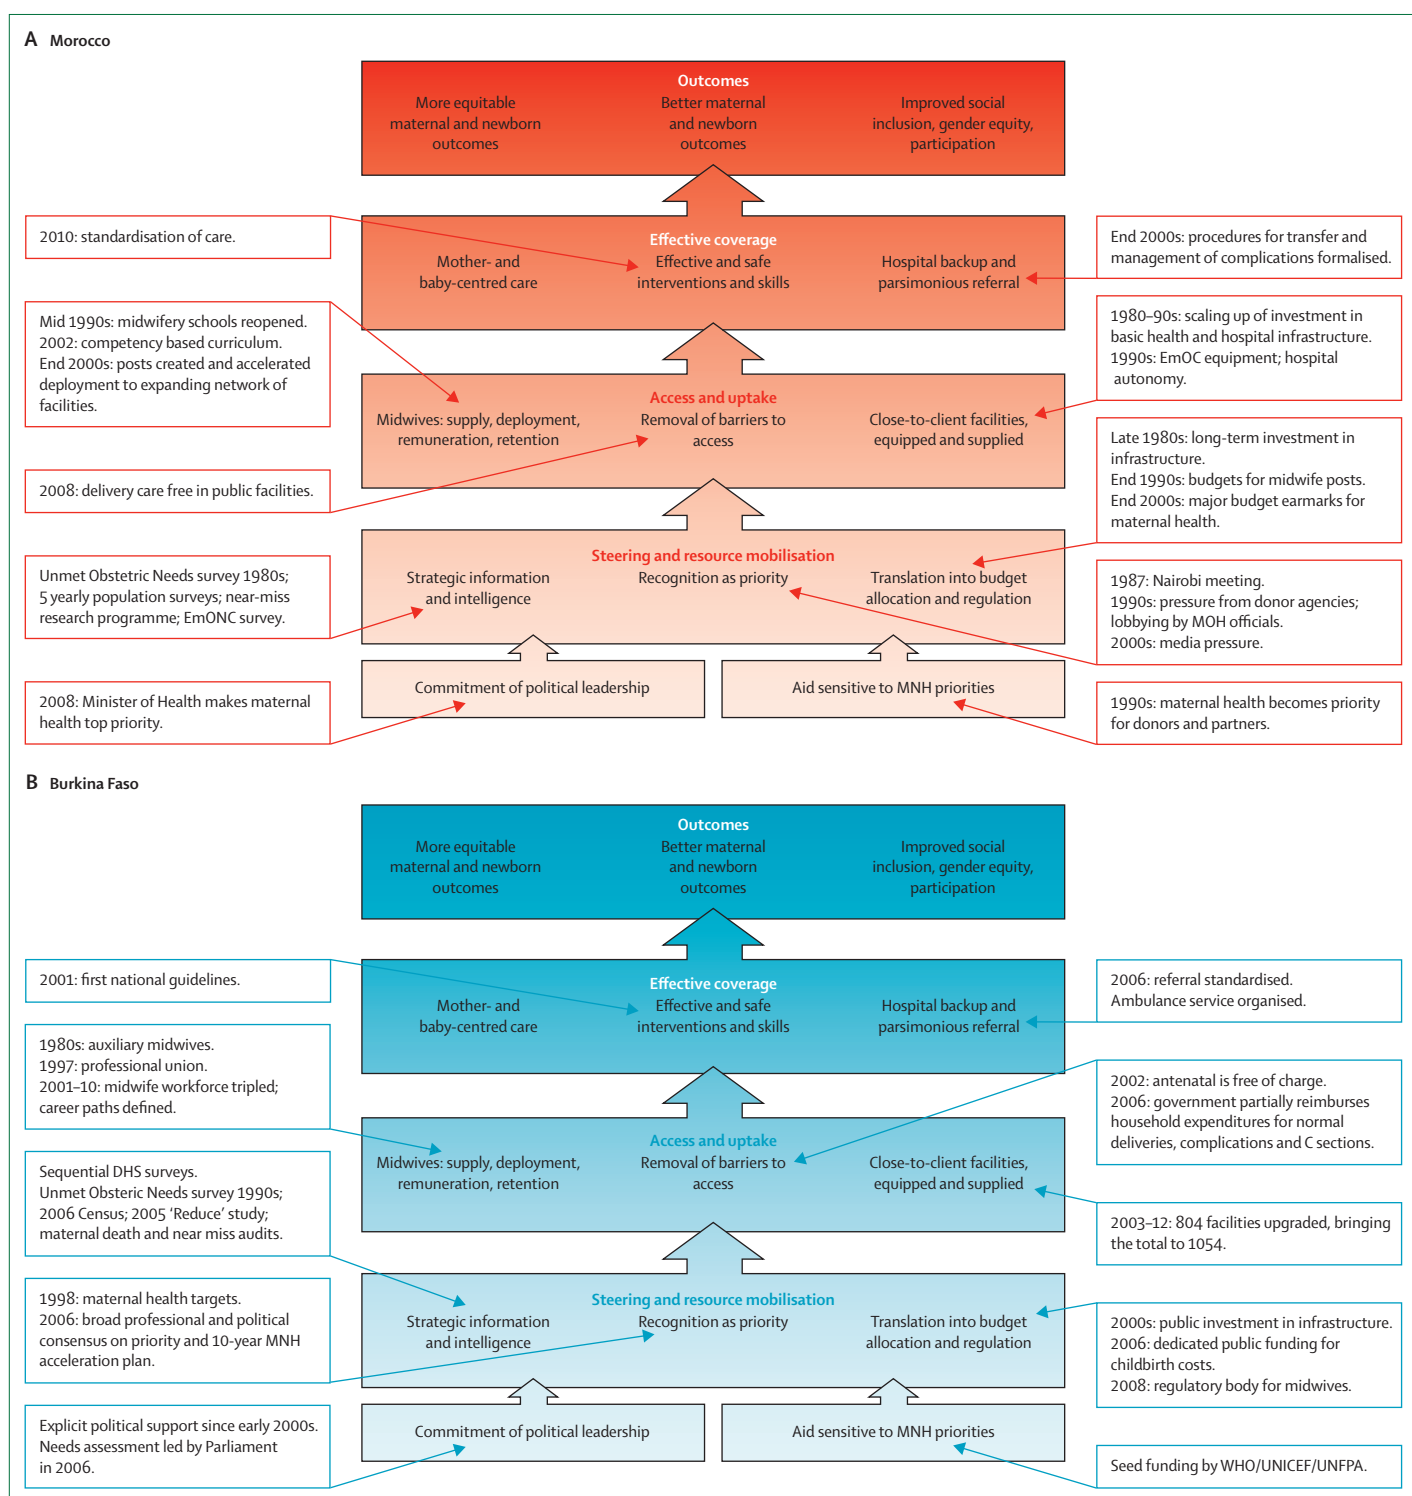 A Morocco
Outcomes
More equitable
maternal and newborn
outcomes
Better maternal
and newborn
outcomes
Improved social
inclusion, gender equity,
participation
2010: standardisation of care.
Effective coverage
Mother- and
baby-centred care
Effective and safe
interventions and skills
Hospital backup and
parsimonious referral
End 2000s: procedures for transfer and
management of complications formalised.
Mid 1990s: midwifery schools reopened.
2002: competency based curriculum.
End 2000s: posts created and accelerated
deployment to expanding network of
facilities.
1980–90s: scaling up of investment in
basic health and hospital infrastructure.
1990s: EmOC equipment; hospital
autonomy.
Access and uptake
Midwives: supply, deployment,
remuneration, retention
Removal of barriers to
access
Close-to-client facilities,
equipped and supplied
2008: delivery care free in public facilities.
Late 1980s: long-term investment in
infrastructure.
End 1990s: budgets for midwife posts.
End 2000s: major budget earmarks for
maternal health.
Steering and resource mobilisation
Strategic information
and intelligence
Recognition as priority
Translation into budget
allocation and regulation
Unmet Obstetric Needs survey 1980s;
5 yearly population surveys; near-miss
research programme; EmONC survey.
1987: Nairobi meeting.
1990s: pressure from donor agencies;
lobbying by MOH officials.
2000s: media pressure.
Commitment of political leadership
Aid sensitive to MNH priorities
2008: Minister of Health makes maternal
health top priority.
1990s: maternal health becomes priority
for donors and partners.
B Burkina Faso
Outcomes
More equitable
maternal and newborn
outcomes
Better maternal
and newborn
outcomes
Improved social
inclusion, gender equity,
participation
2001: first national guidelines.
Effective coverage
Mother- and
baby-centred care
Effective and safe
interventions and skills
Hospital backup and
parsimonious referral
2006: referral standardised.
Ambulance service organised.
1980s: auxiliary midwives.
1997: professional union.
2001–10: midwife workforce tripled;
career paths defined.
2002: antenatal is free of charge.
2006: government partially reimburses
household expenditures for normal
deliveries, complications and C sections.
Access and uptake
Midwives: supply, deployment,
remuneration, retention
Removal of barriers to
access
Close-to-client facilities,
equipped and supplied
Sequential DHS surveys.
Unmet Obsteric Needs survey 1990s;
2006 Census; 2005 ‘Reduce’ study;
maternal death and near miss audits.
2003–12: 804 facilities upgraded, bringing
the total to 1054.
Steering and resource mobilisation
Strategic information
and intelligence
Recognition as priority
Translation into budget
allocation and regulation
1998: maternal health targets.
2006: broad professional and political
consensus on priority and 10-year MNH
acceleration plan.
2000s: public investment in infrastructure.
2006: dedicated public funding for
childbirth costs.
2008: regulatory body for midwives.
Commitment of political leadership
Aid sensitive to MNH priorities
Explicit political support since early 2000s.
Needs assessment led by Parliament
in 2006.
Seed funding by WHO/UNICEF/UNFPA.